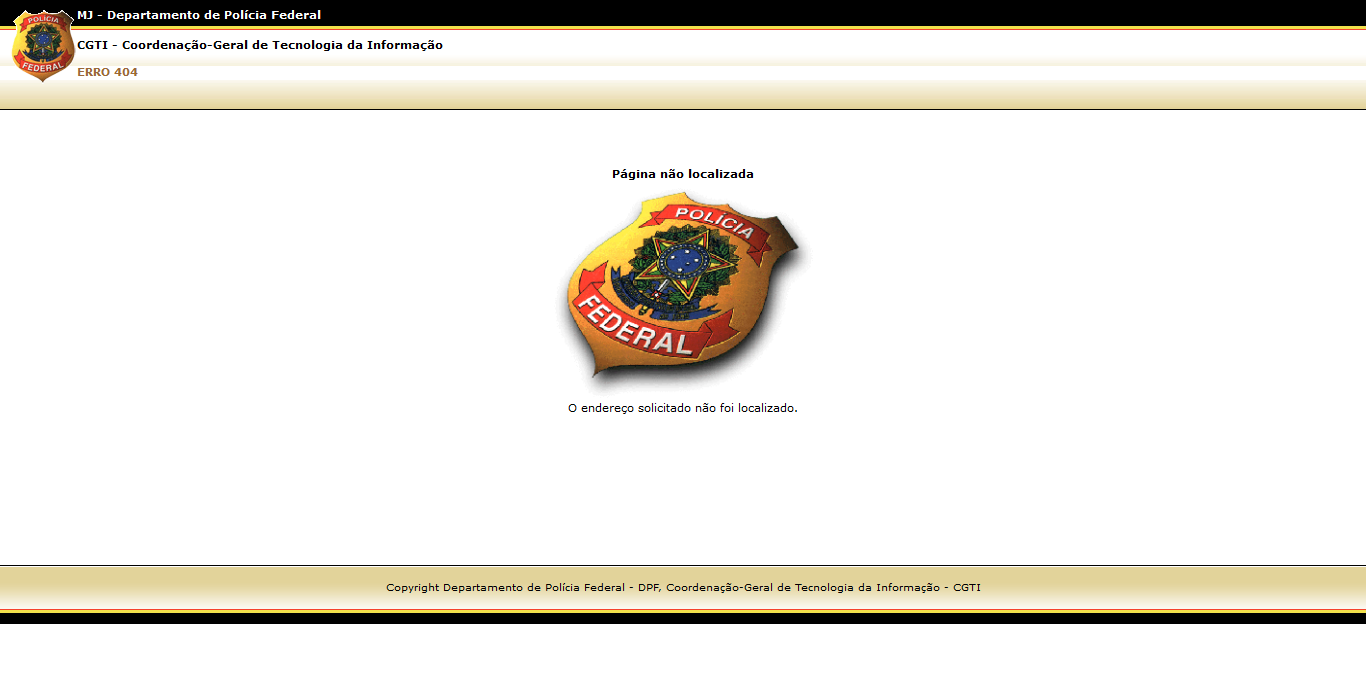 MJ - Departamento de Polícia Federal
POLÍCIA
FEDERAL
CGTI - Coordenação-Geral de Tecnologia da Informação
ERRO 404
Página não localizada
POLÍCIA
FEDERAL
O endereço solicitado não foi localizado.
Copyright Departamento de Polícia Federal - DPF, Coordenação-Geral de Tecnologia da Informação - CGTI